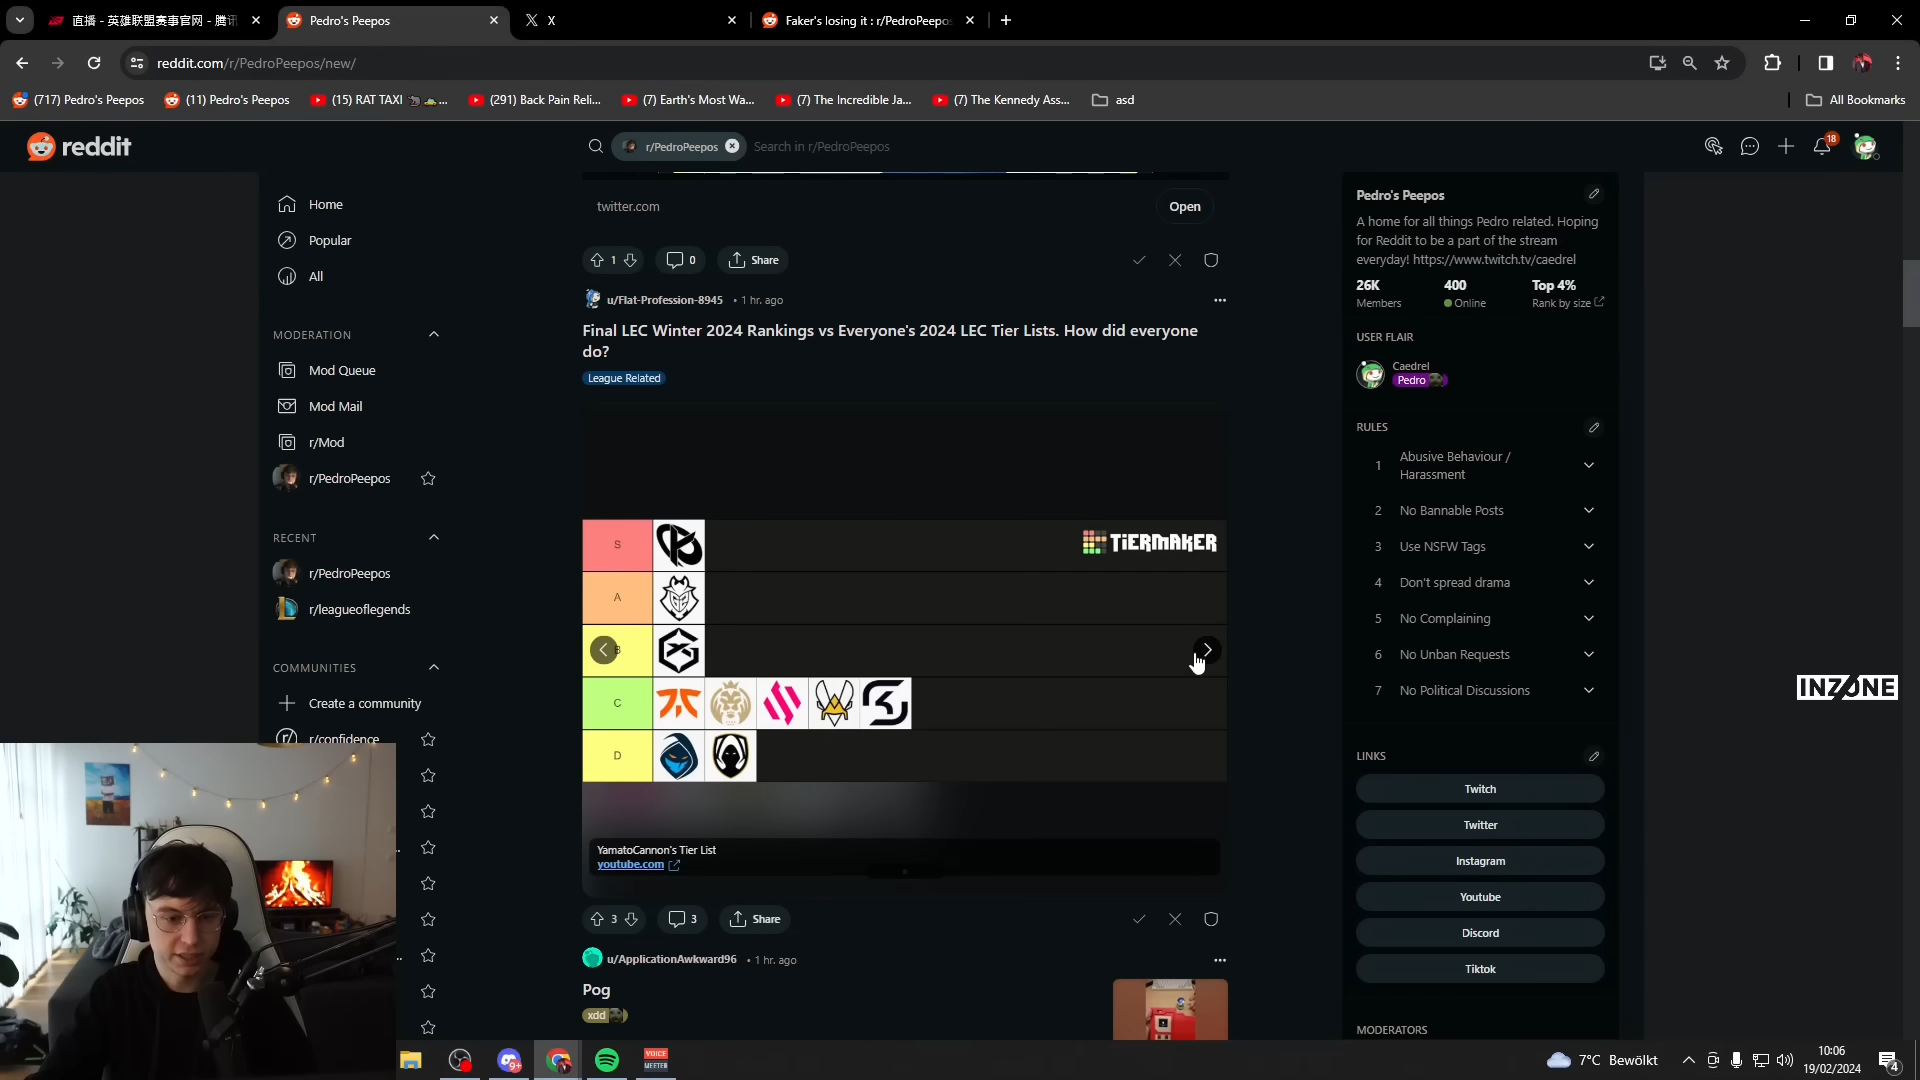 直播 - 英雄联盟赛事官网 - 腾讯
Pedro's Peepos
X
Faker's losing it : r/PedroPeepos
reddit.com/r/PedroPeepos/new/
(717) Pedro's Peepos
(11) Pedro's Peepos
(15) RAT TAXI 🐀🚕...
(291) Back Pain Reli...
(7) Earth's Most Wa...
(7) The Incredible Ja...
(7) The Kennedy Ass...
asd
All Bookmarks
reddit
r/PedroPeepos
Search in r/PedroPeepos
18
Home
Popular
All
MODERATION
Mod Queue
Mod Mail
r/Mod
r/PedroPeepos
RECENT
r/PedroPeepos
r/leagueoflegends
COMMUNITIES
Create a community
r/confidence
twitter.com
Open
1
0
Share
u/Flat-Profession-8945 • 1 hr. ago
Final LEC Winter 2024 Rankings vs Everyone's 2024 LEC Tier Lists. How did everyone
do?
League Related
S
TiERMAKER
A
B
C
D
YamatoCannon's Tier List
youtube.com
3
3
Share
u/ApplicationAwkward96 • 1 hr. ago
Pog
xdd
Pedro's Peepos
A home for all things Pedro related. Hoping
for Reddit to be a part of the stream
everyday! https://www.twitch.tv/caedrel
26K
400
Top 4%
Members
Online
Rank by size
USER FLAIR
Caedrel
Pedro
RULES
1
Abusive Behaviour /
Harassment
2
No Bannable Posts
3
Use NSFW Tags
4
Don't spread drama
5
No Complaining
6
No Unban Requests
7
No Political Discussions
LINKS
Twitch
Twitter
Instagram
Youtube
Discord
Tiktok
MODERATORS
INZONE
9+
VOICE
MEETER
7°C Bewölkt
10:06
19/02/2024
4